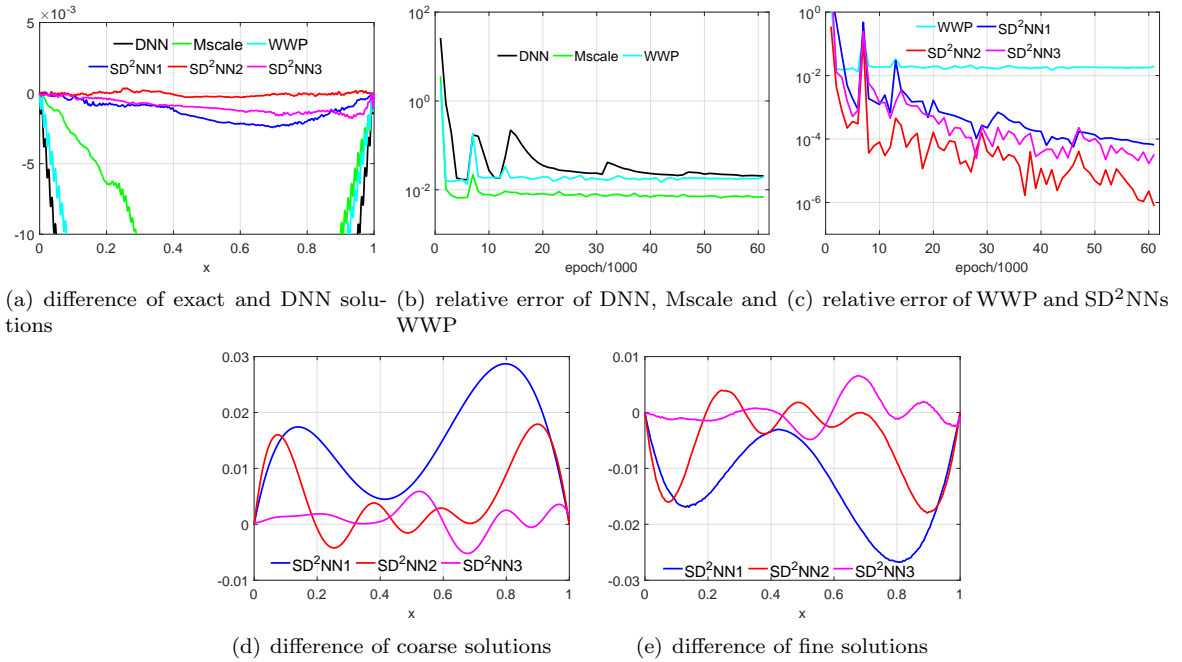 5 ×10⁻³
DNN Mscale WWP
SD²NN1 SD²NN2 SD²NN3
0
-5
-10
0 0.2 0.4 0.6 0.8 1
x
(a) difference of exact and DNN solu-
tions
10²
DNN Mscale WWP
10⁰
10⁻²
0 10 20 30 40 50 60
epoch/1000
(b) relative error of DNN, Mscale and
WWP
10⁰
WWP SD²NN1
SD²NN2 SD²NN3
10⁻²
10⁻⁴
10⁻⁶
0 10 20 30 40 50 60
epoch/1000
(c) relative error of WWP and SD²NNs
0.03
0.02
0.01
0
SD²NN1 SD²NN2 SD²NN3
-0.01
0 0.2 0.4 0.6 0.8 1
x
(d) difference of coarse solutions
0.01
0
-0.01
-0.02
SD²NN1 SD²NN2 SD²NN3
-0.03
0 0.2 0.4 0.6 0.8 1
x
(e) difference of fine solutions